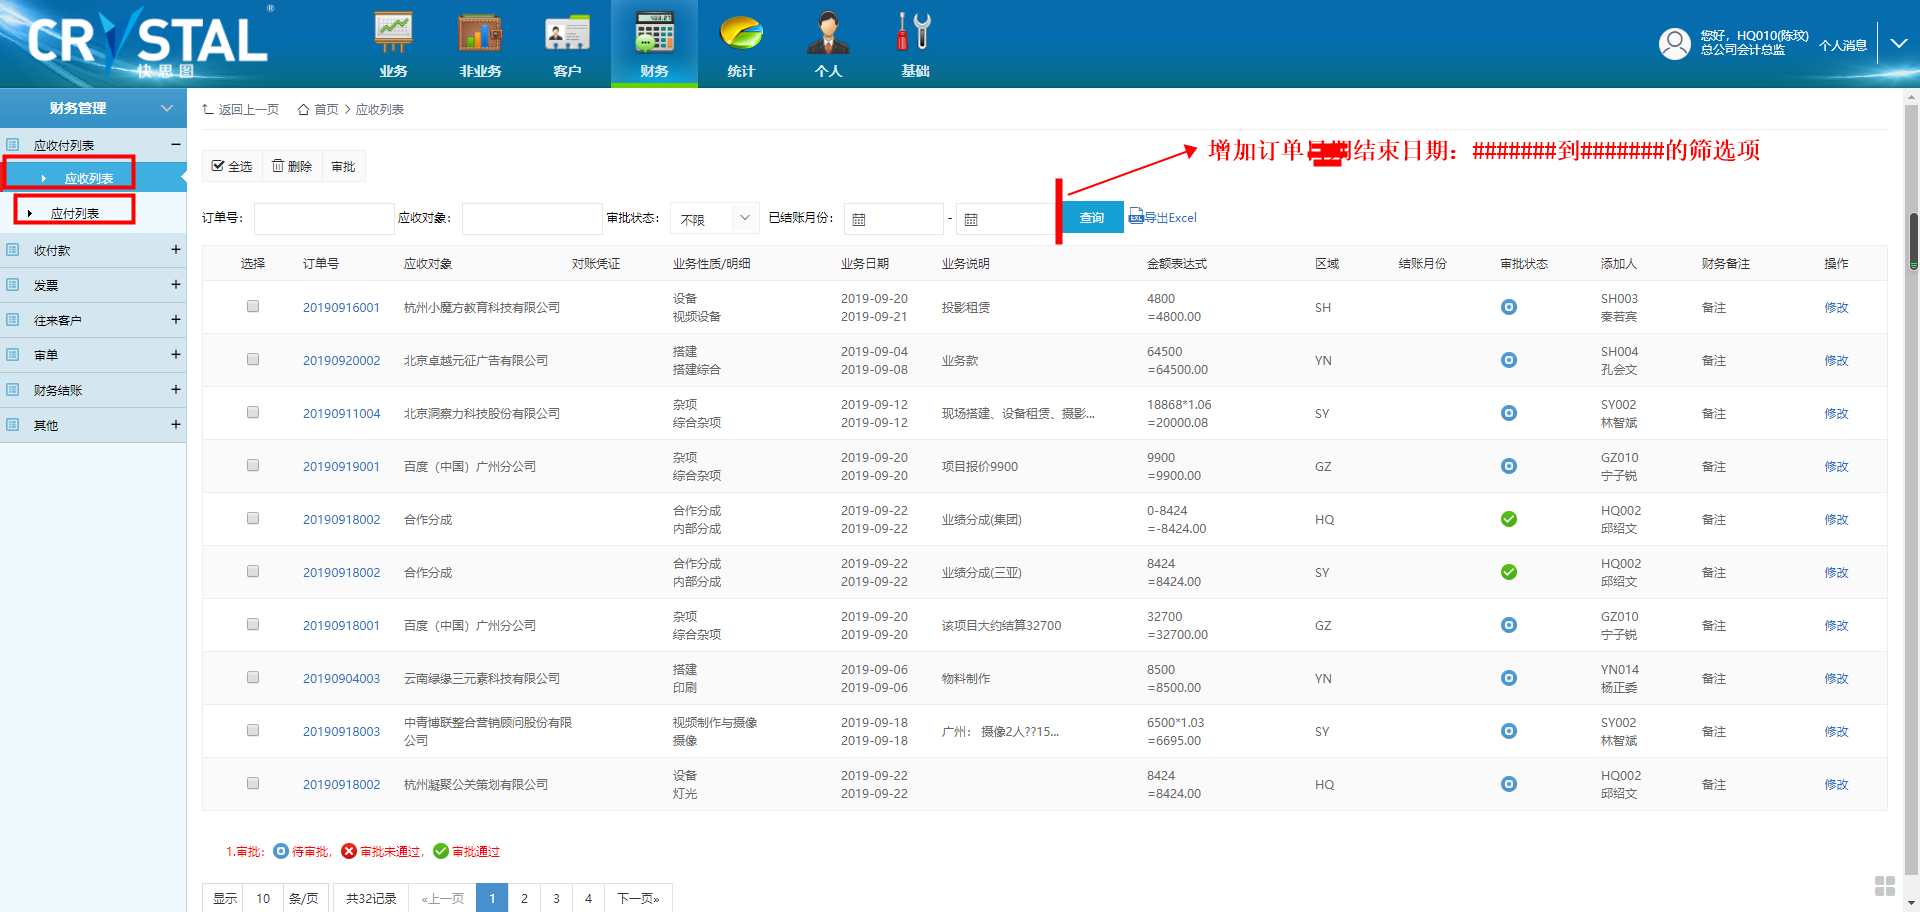 CRYSTAL
®
快思图
业务
非业务
客户
财务
统计
个人
基础
您好，HQ010(陈玟)
总公司会计总监
个人消息
财务管理
应收付列表
应收列表
应付列表
收付款
发票
往来客户
审单
财务结账
其他
返回上一页 首页 > 应收列表
增加订单 结束日期：#######到#######的筛选项
全选 删除 审批
订单号： 应收对象： 审批状态： 不限 已结账月份： - 查询 导出Excel
选择 订单号 应收对象 对账凭证 业务性质/明细 业务日期 业务说明 金额表达式 区域 结账月份 审批状态 添加人 财务备注 操作
20190916001 杭州小魔方教育科技有限公司 设备 2019-09-20 投影租赁 4800 SH SH003 备注 修改
视频设备 2019-09-21 =4800.00 秦若宾
20190920002 北京卓越元征广告有限公司 搭建 2019-09-04 业务款 64500 YN SH004 备注 修改
搭建综合 2019-09-08 =64500.00 孔会文
20190911004 北京洞察力科技股份有限公司 杂项 2019-09-12 现场搭建、设备租赁、摄影... 18868*1.06 SY SY002 备注 修改
综合杂项 2019-09-12 =20000.08 林智斌
20190919001 百度（中国）广州分公司 杂项 2019-09-20 项目报价9900 9900 GZ GZ010 备注 修改
综合杂项 2019-09-20 =9900.00 宁子锐
20190918002 合作分成 合作分成 2019-09-22 业绩分成(集团) 0-8424 HQ HQ002 备注 修改
内部分成 2019-09-22 =-8424.00 邱绍文
20190918002 合作分成 合作分成 2019-09-22 业绩分成(三亚) 8424 SY HQ002 备注 修改
内部分成 2019-09-22 =8424.00 邱绍文
20190918001 百度（中国）广州分公司 杂项 2019-09-20 该项目大约结算32700 32700 GZ GZ010 备注 修改
综合杂项 2019-09-20 =32700.00 宁子锐
20190904003 云南绿缘三元素科技有限公司 搭建 2019-09-06 物料制作 8500 YN YN014 备注 修改
印刷 2019-09-06 =8500.00 杨正委
20190918003 中青博联整合营销顾问股份有限 视频制作与摄像 2019-09-18 广州： 摄像2人??15... 6500*1.03 SY SY002 备注 修改
公司 摄像 2019-09-18 =6695.00 林智斌
20190918002 杭州凝聚公关策划有限公司 设备 2019-09-22 8424 HQ HQ002 备注 修改
灯光 2019-09-22 =8424.00 邱绍文
1.审批： 待审批， 审批未通过， 审批通过
显示 10 条/页 共32记录 «上一页 1 2 3 4 下一页»